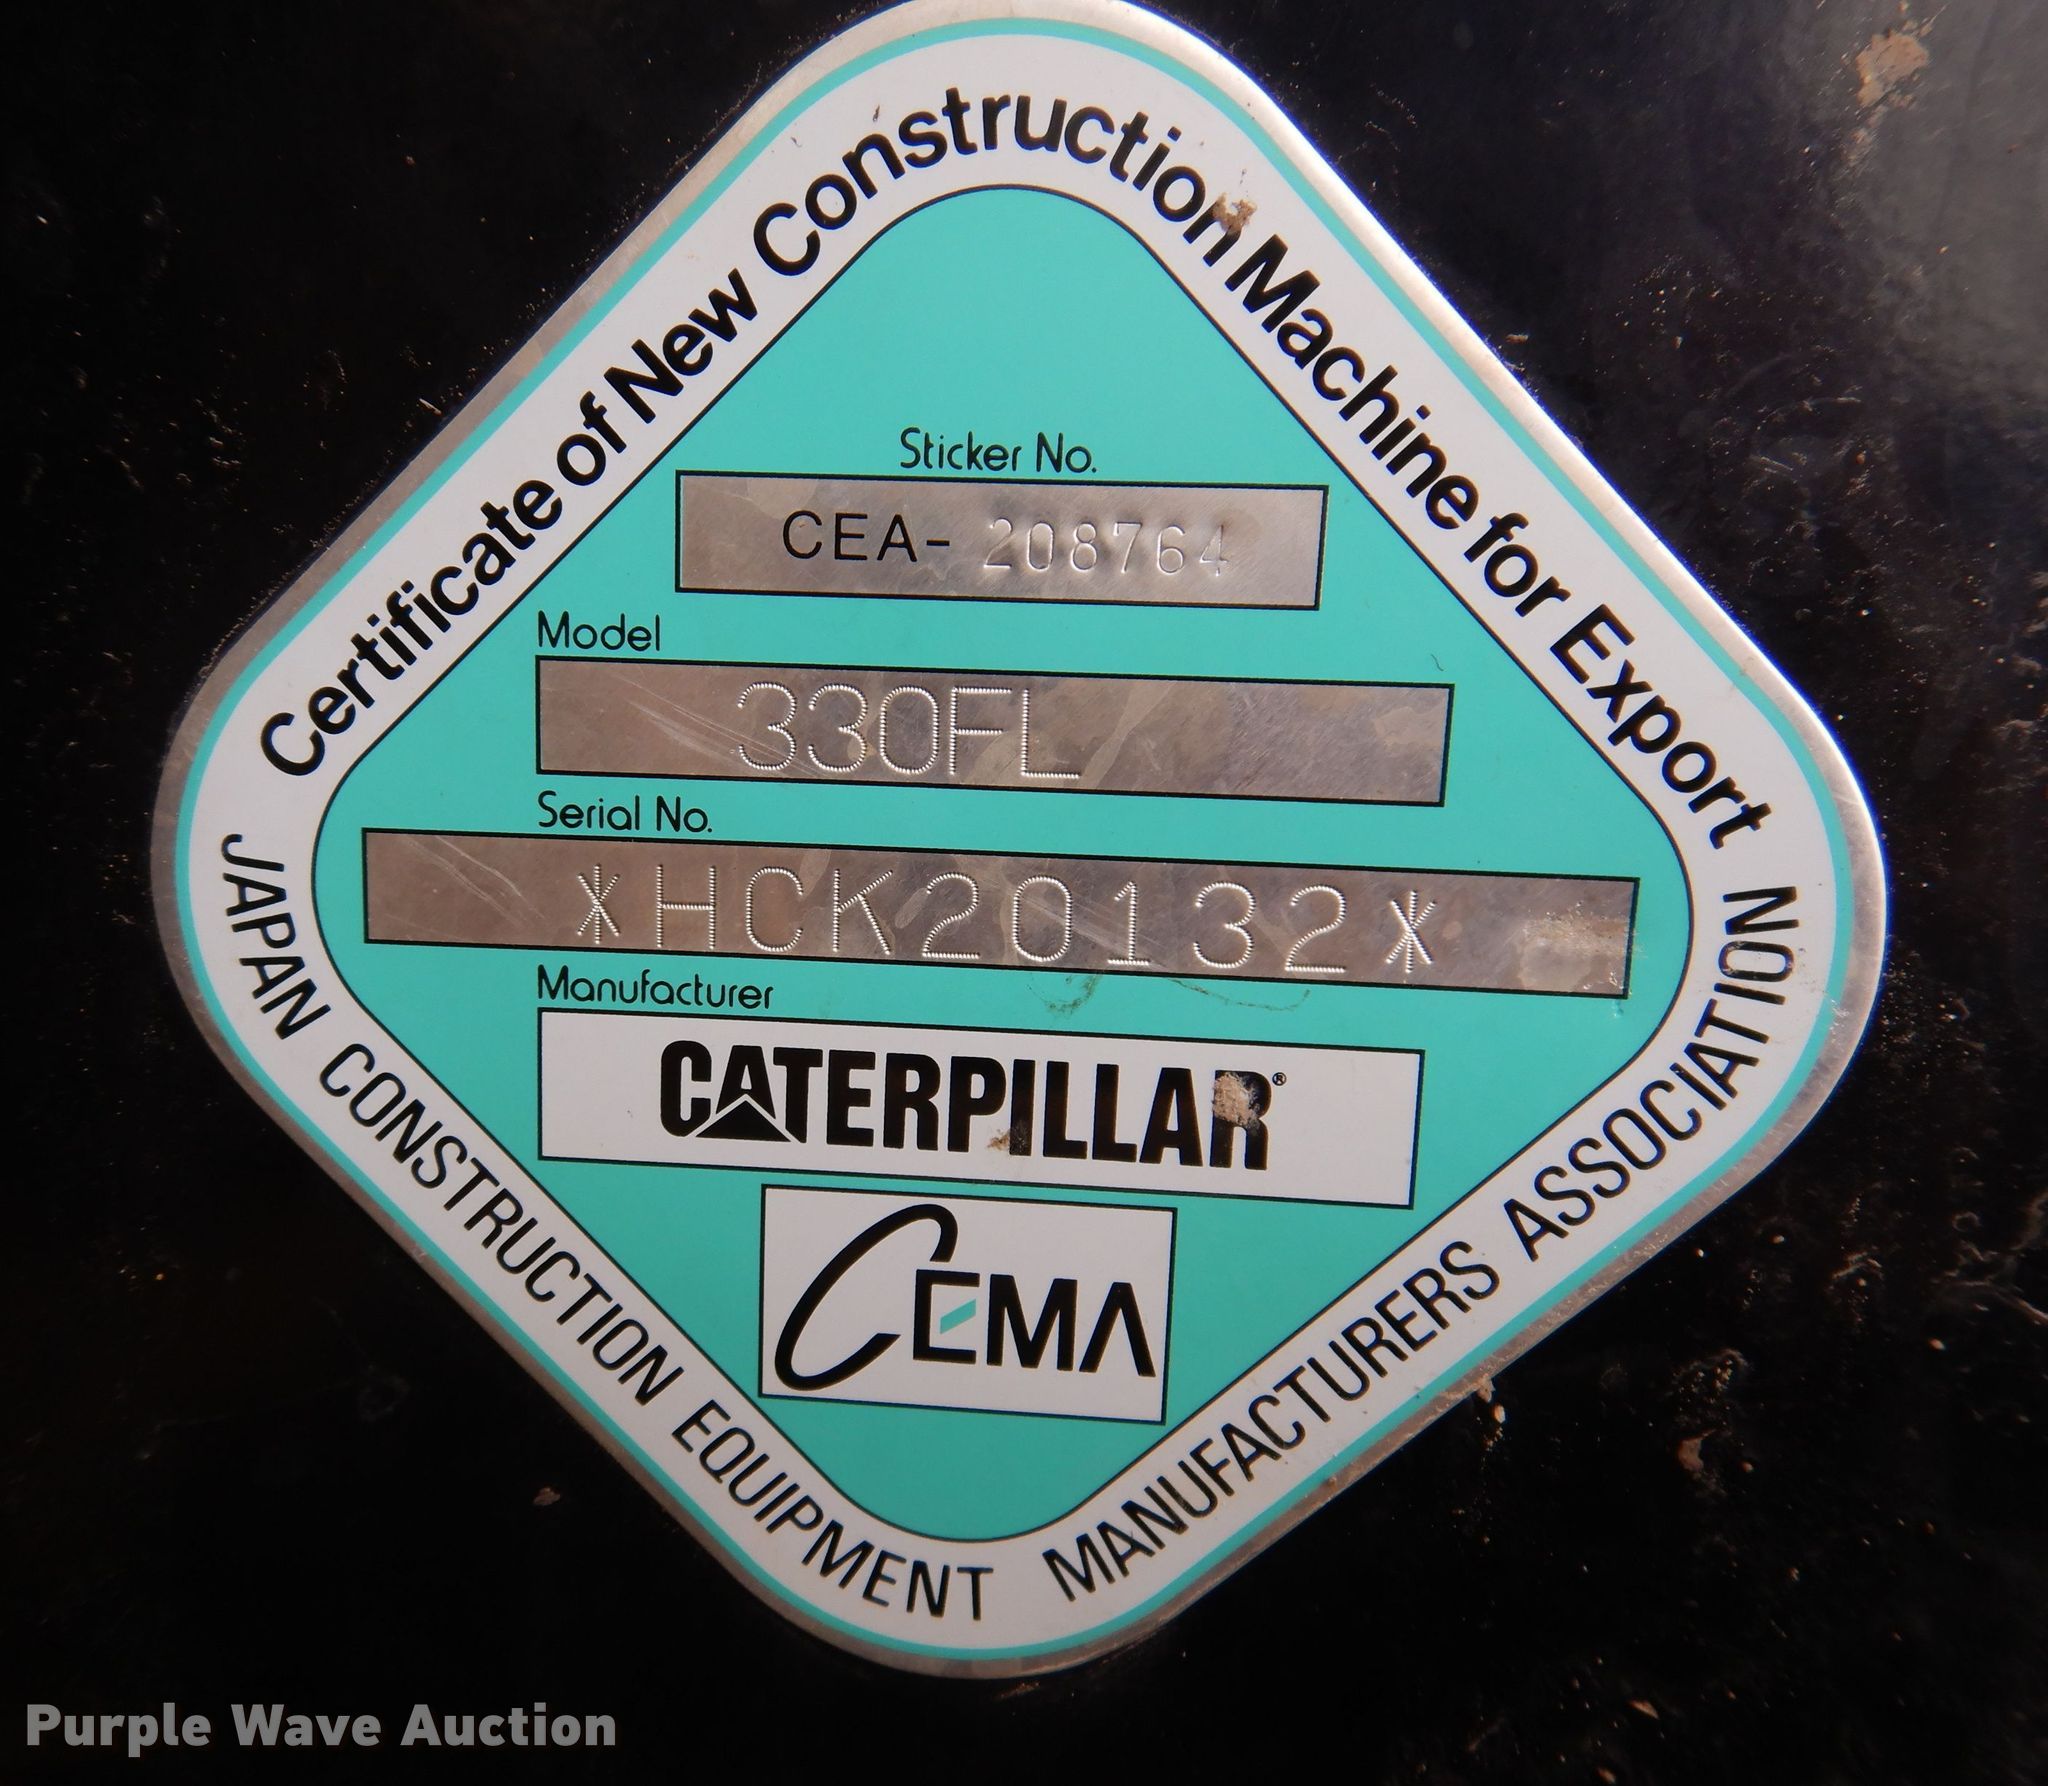 Certificate of New Construction Machine for Export
Sticker No.
CEA- 208764
Model
330FL
Serial No.
*HCK20132*
Manufacturer
CATERPILLAR®
CEMA
JAPAN CONSTRUCTION EQUIPMENT MANUFACTURERS ASSOCIATION
Purple Wave Auction